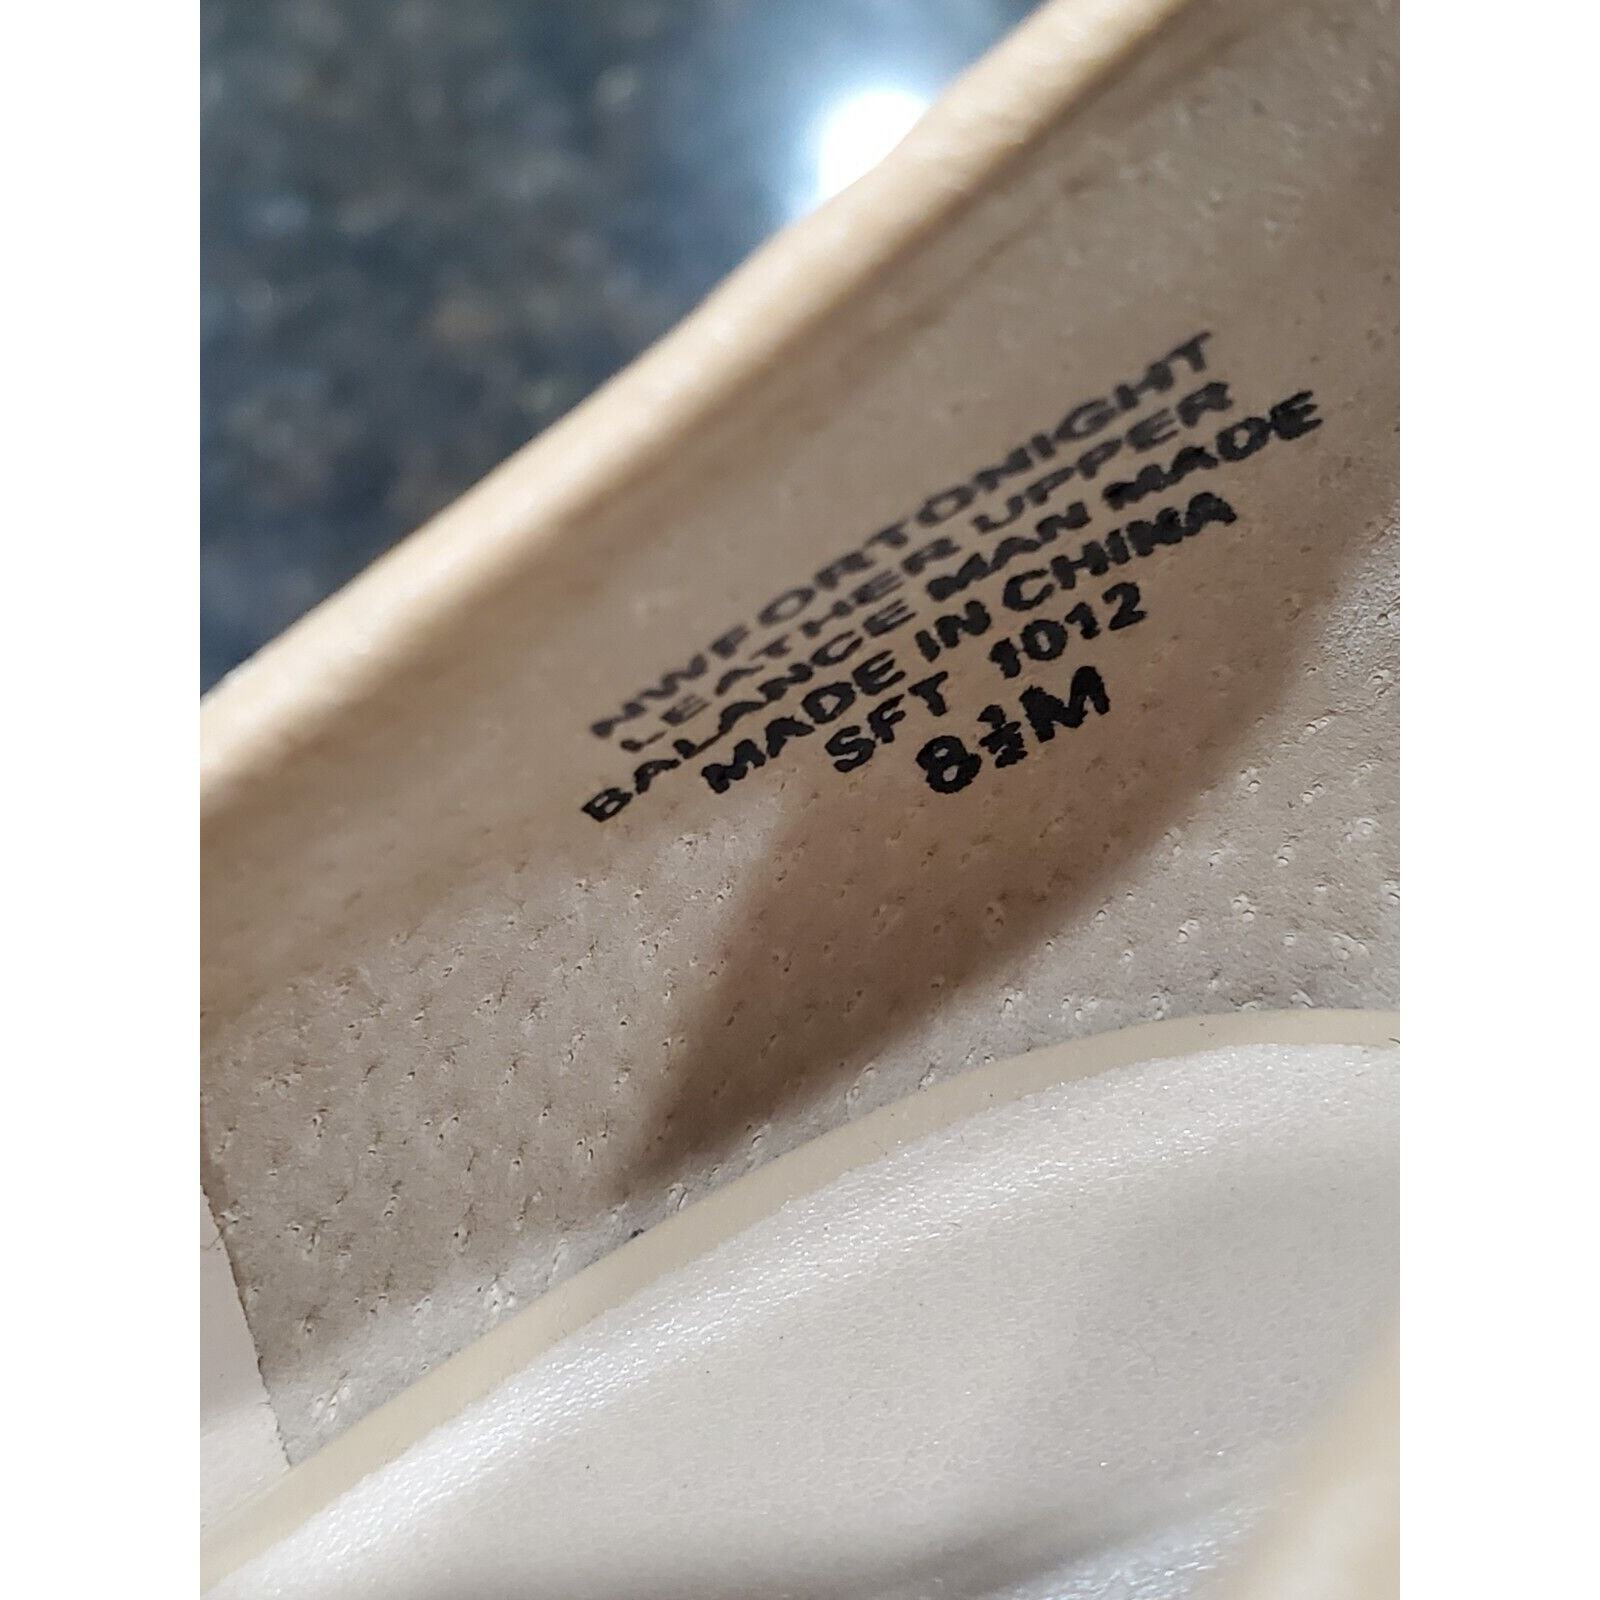 NWFORTONIGHT
LEATHER UPPER
BALANCE MAN MADE
MADE IN CHINA
SFT 1012
8½M